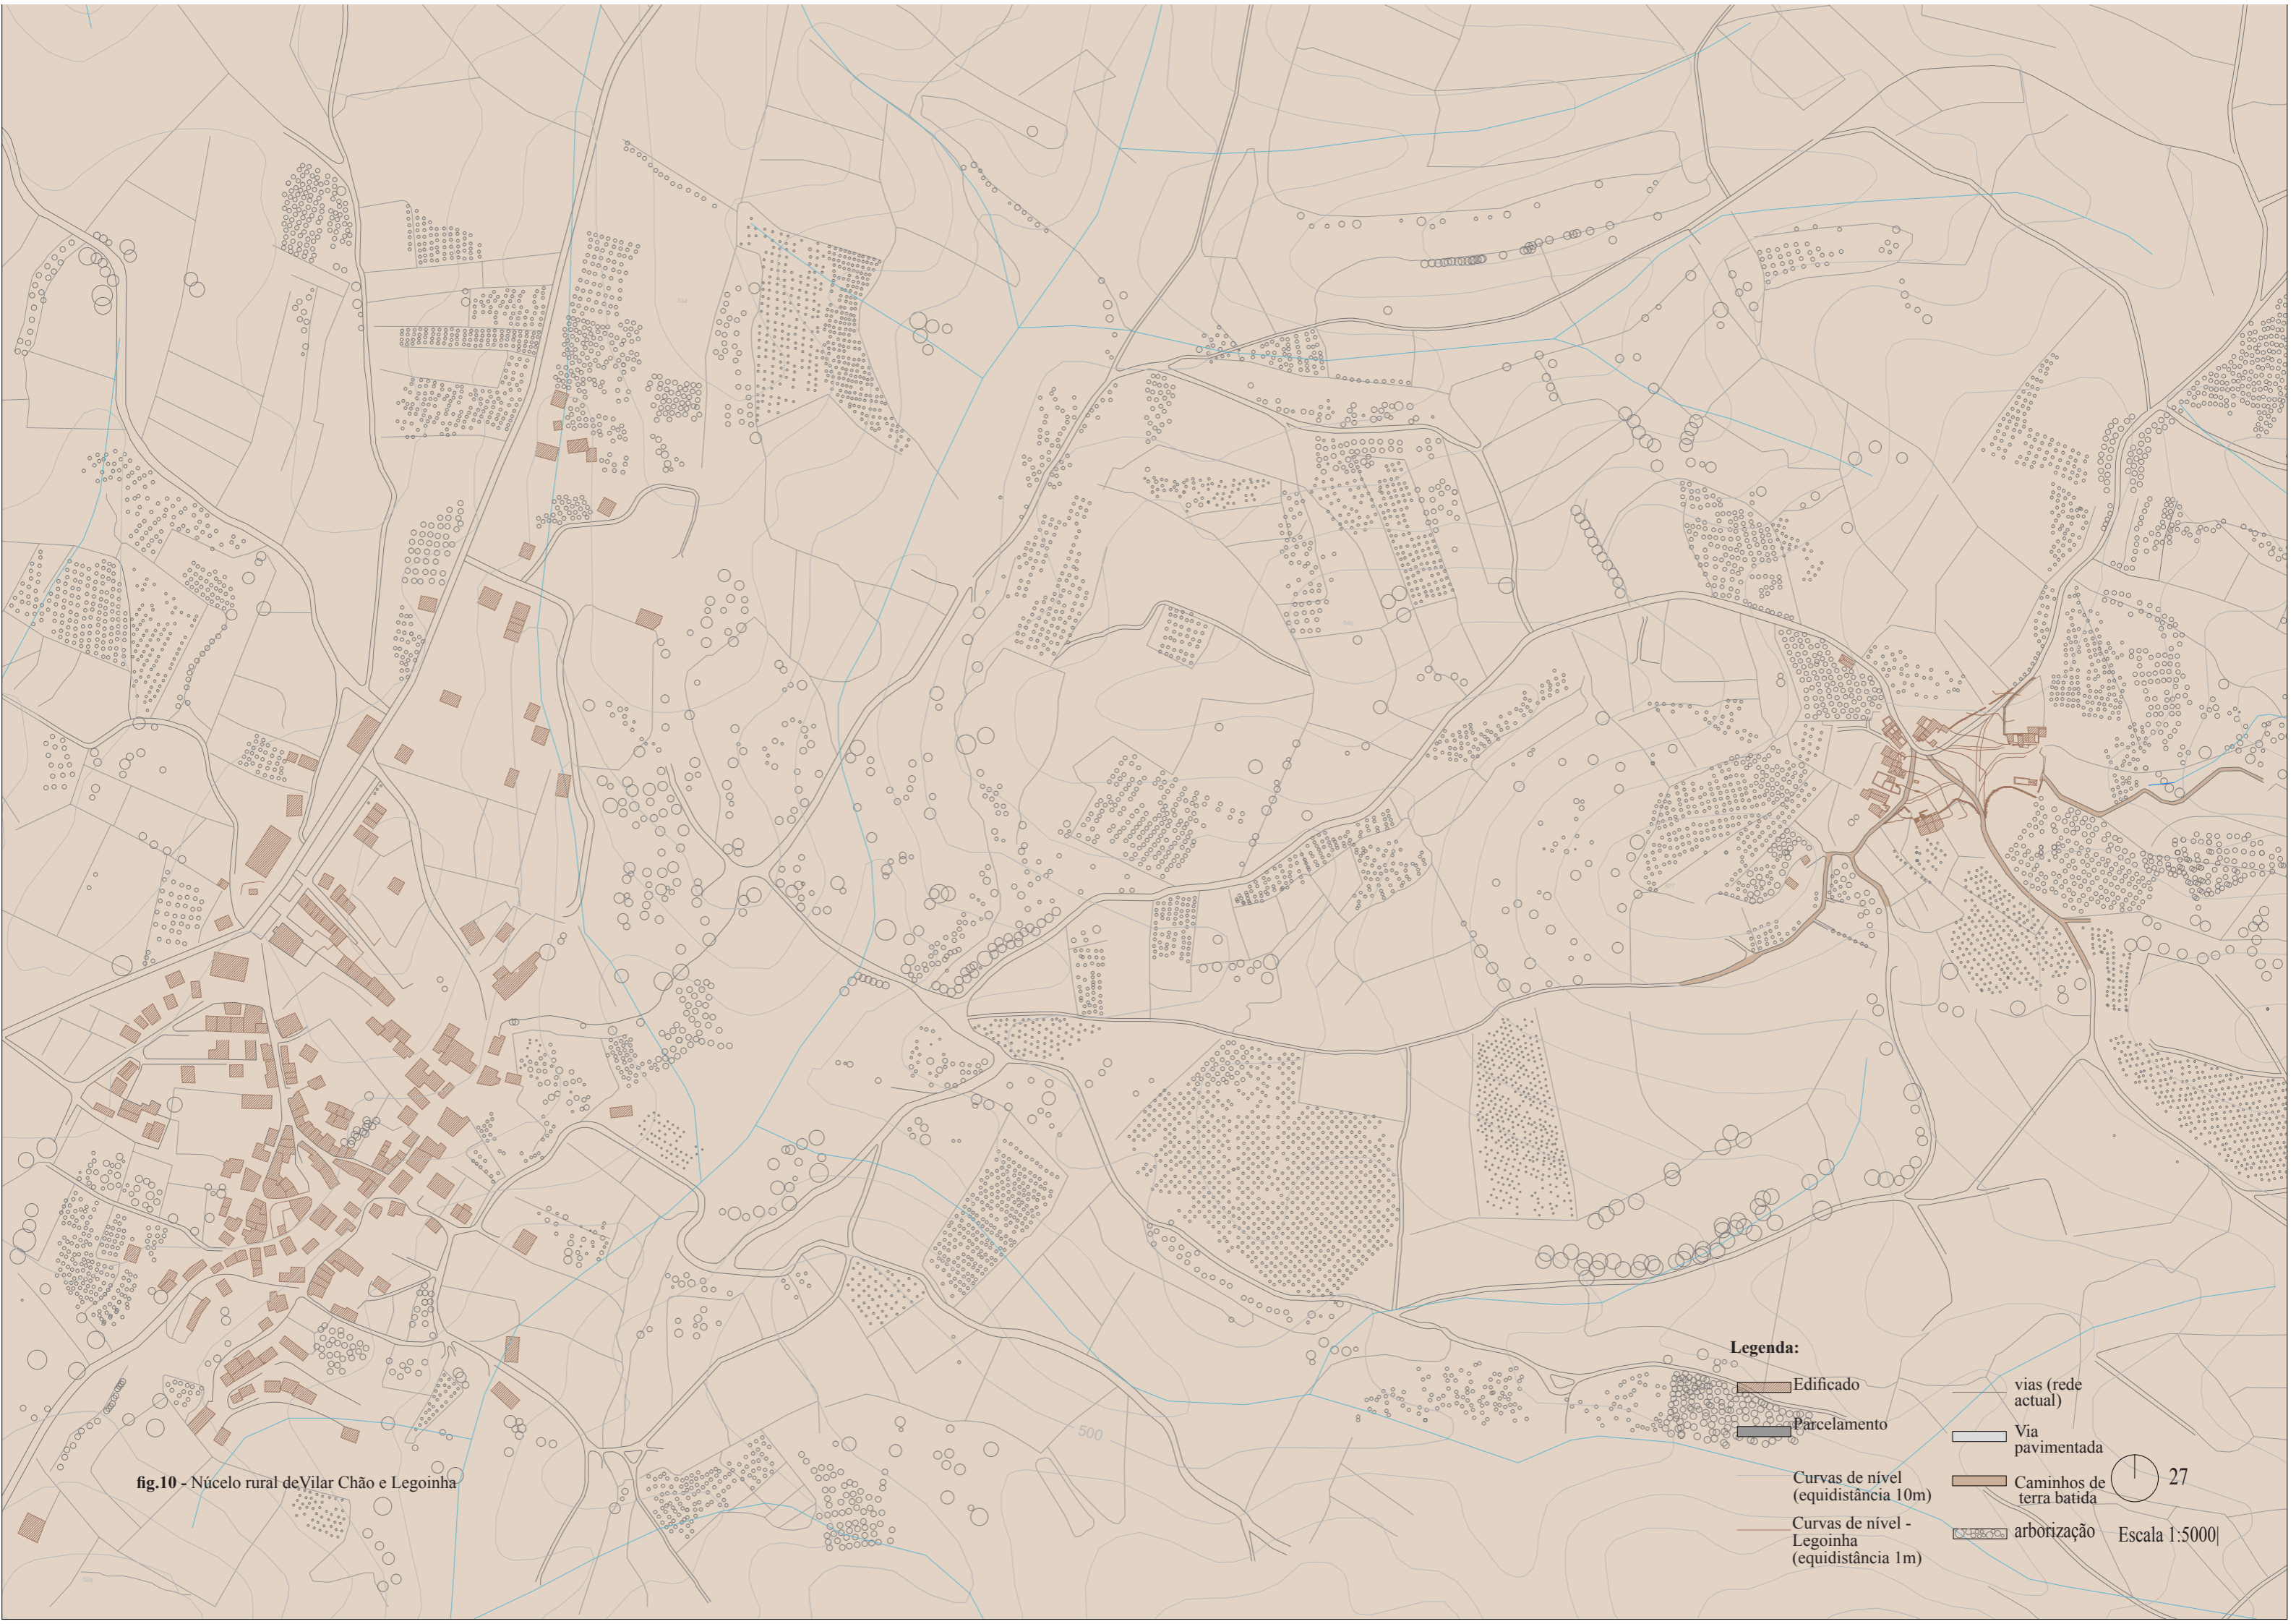 500
Legenda:
Edificado
Parcelamento
Curvas de nível
(equidistância 10m)
Curvas de nível -
Legoinha
(equidistância 1m)
vias (rede
actual)
Via
pavimentada
Caminhos de
terra batida
arborização
27
Escala 1:5000|
fig.10 - Núcelo rural deVilar Chão e Legoinha